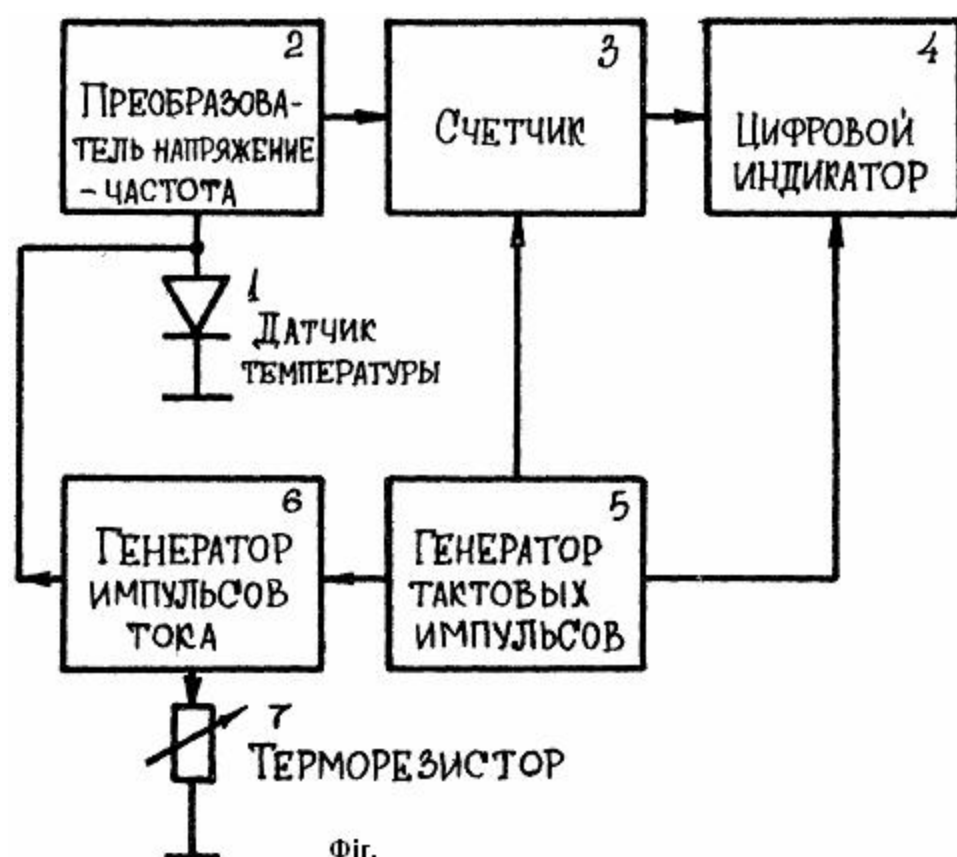 2
ПРЕОБРАЗОВА-
ТЕЛЬ НАПРЯЖЕНИЕ
- ЧАСТОТА
3
СЧЕТЧИК
4
ЦИФРОВОЙ
ИНДИКАТОР
1
ДАТЧИК
ТЕМПЕРАТУРЫ
6
ГЕНЕРАТОР
ИМПУЛЬСОВ
ТОКА
5
ГЕНЕРАТОР
ТАКТОВЫХ
ИМПУЛЬСОВ
7
ТЕРМОРЕЗИСТОР
Фіг.